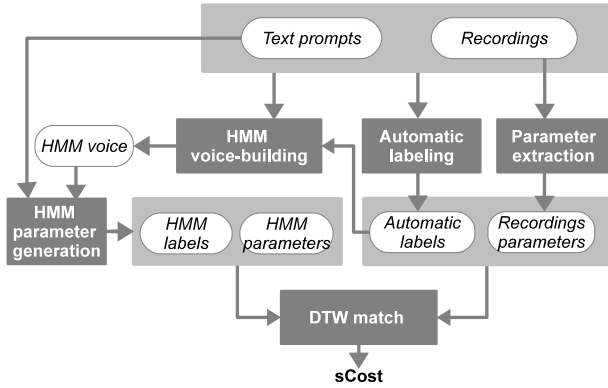 Text prompts
Recordings
HMM voice
HMM
voice-building
Automatic
labeling
Parameter
extraction
HMM
parameter
generation
HMM
labels
HMM
parameters
Automatic
labels
Recordings
parameters
DTW match
sCost